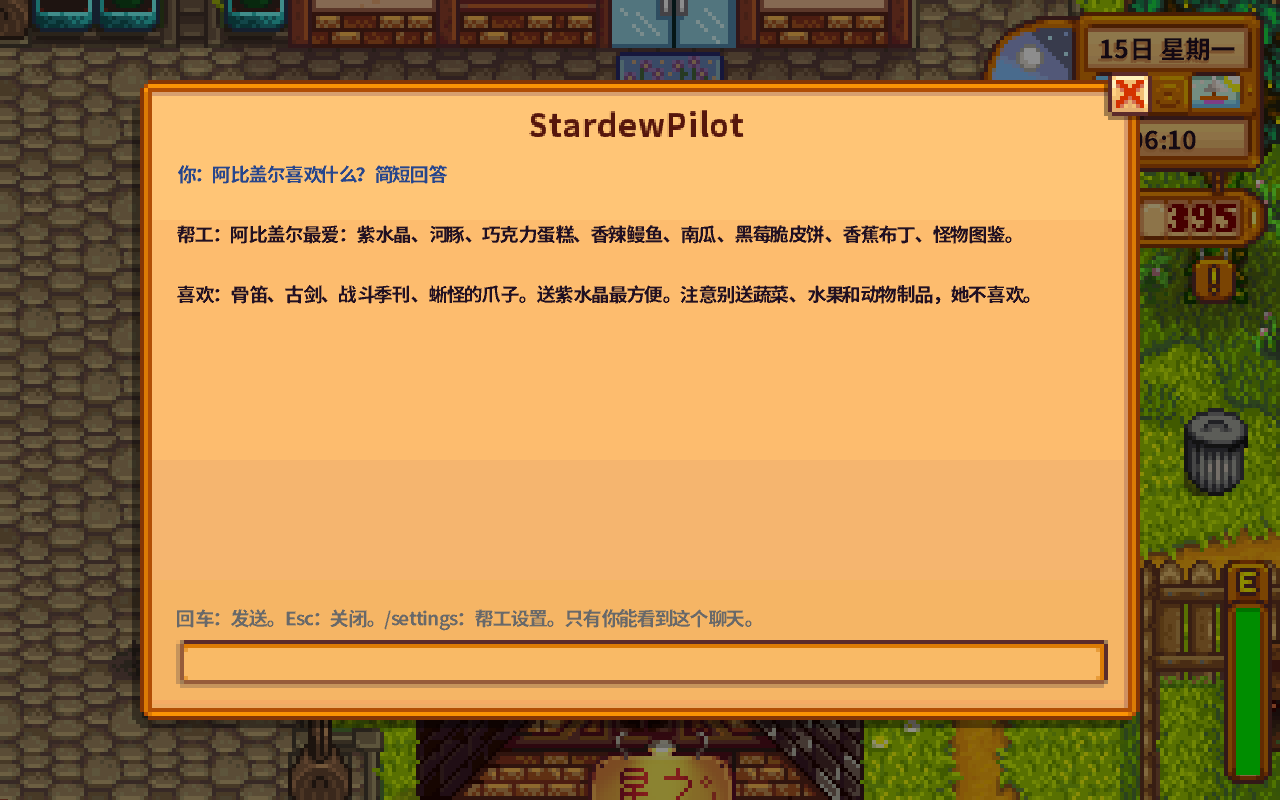 15日 星期一
StardewPilot
06:10
你：阿比盖尔喜欢什么？简短回答
395
帮工：阿比盖尔最爱：紫水晶、河豚、巧克力蛋糕、香辣鳗鱼、南瓜、黑莓脆皮饼、香蕉布丁、怪物图鉴。
喜欢：骨笛、古剑、战斗季刊、蜥怪的爪子。送紫水晶最方便。注意别送蔬菜、水果和动物制品，她不喜欢。
E
回车：发送。Esc：关闭。/settings：帮工设置。只有你能看到这个聊天。
星之